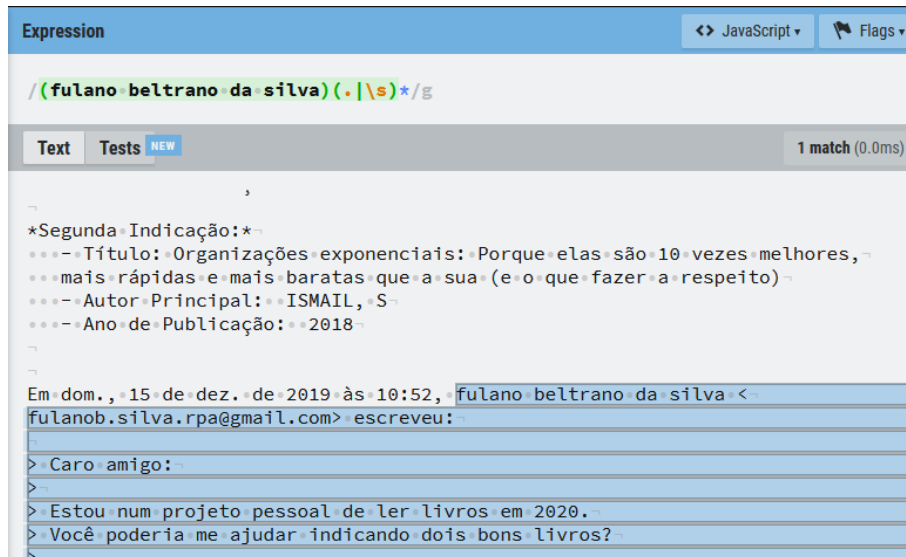 Expression
<> JavaScript ▾
Flags ▾
/(fulano beltrano da silva)(.|\s)*/g
Text
Tests NEW
1 match (0.0ms)
,
*Segunda Indicação:*
   - Título: Organizações exponenciais: Porque elas são 10 vezes melhores,
   mais rápidas e mais baratas que a sua (e o que fazer a respeito)
   - Autor Principal:  ISMAIL, S
   - Ano de Publicação:  2018
Em dom., 15 de dez. de 2019 às 10:52, fulano beltrano da silva <
fulanob.silva.rpa@gmail.com> escreveu:
> Caro amigo:
>
> Estou num projeto pessoal de ler livros em 2020.
> Você poderia me ajudar indicando dois bons livros?
>